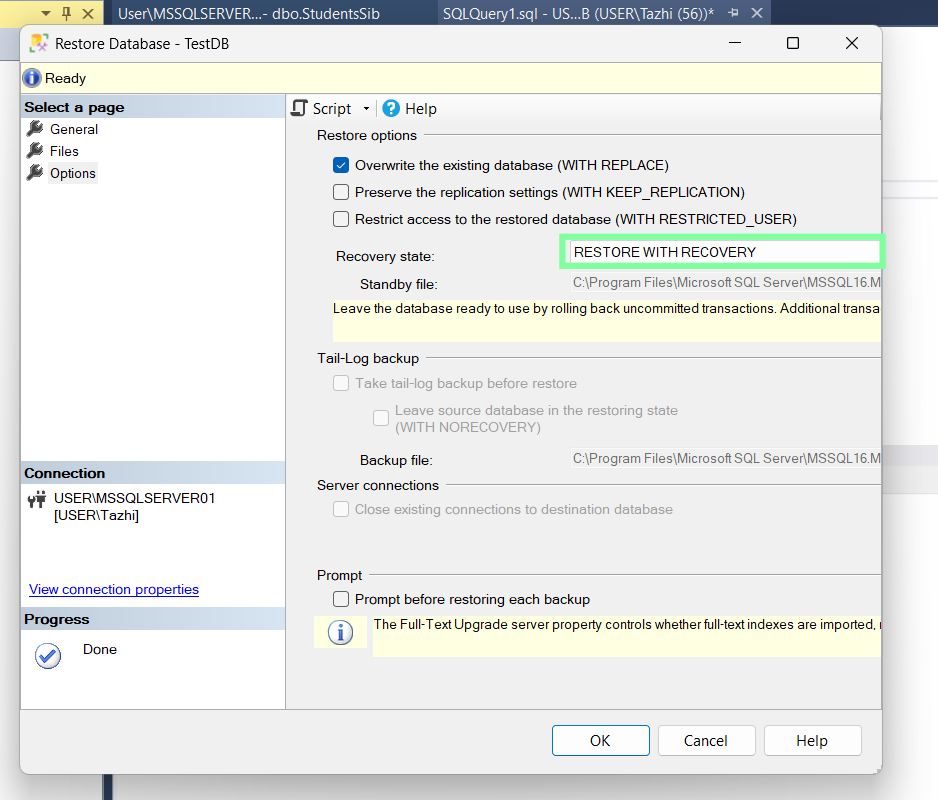 User\MSSQLSERVER...- dbo.StudentsSib
SQLQuery1.sql - US...B (USER\Tazhi (56))*
Restore Database - TestDB
Ready
Select a page
General
Files
Options
Script
Help
Restore options
Overwrite the existing database (WITH REPLACE)
Preserve the replication settings (WITH KEEP_REPLICATION)
Restrict access to the restored database (WITH RESTRICTED_USER)
Recovery state:
RESTORE WITH RECOVERY
Standby file:
C:\Program Files\Microsoft SQL Server\MSSQL16.M
Leave the database ready to use by rolling back uncommitted transactions. Additional transa
Tail-Log backup
Take tail-log backup before restore
Leave source database in the restoring state
(WITH NORECOVERY)
Backup file:
C:\Program Files\Microsoft SQL Server\MSSQL16.M
Server connections
Close existing connections to destination database
Prompt
Prompt before restoring each backup
The Full-Text Upgrade server property controls whether full-text indexes are imported,
Connection
USER\MSSQLSERVER01
[USER\Tazhi]
View connection properties
Progress
Done
OK
Cancel
Help